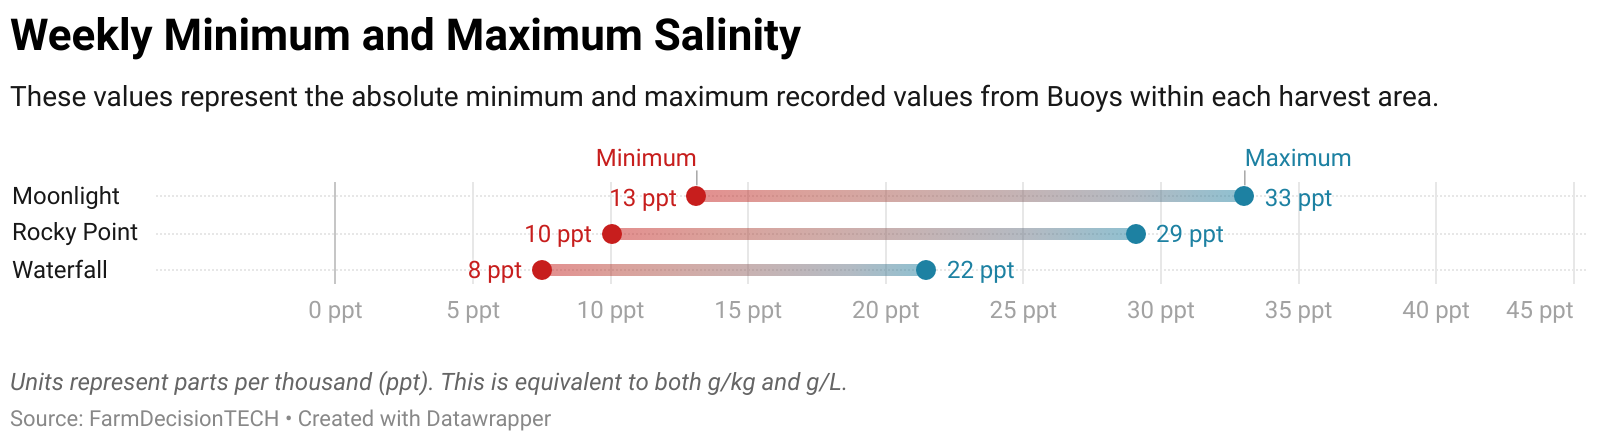 Weekly Minimum and Maximum Salinity
These values represent the absolute minimum and maximum recorded values from Buoys within each harvest area.
Minimum Maximum
Moonlight 13 ppt 33 ppt
Rocky Point 10 ppt 29 ppt
Waterfall 8 ppt 22 ppt
0 ppt 5 ppt 10 ppt 15 ppt 20 ppt 25 ppt 30 ppt 35 ppt 40 ppt 45 ppt
Units represent parts per thousand (ppt). This is equivalent to both g/kg and g/L.
Source: FarmDecisionTECH • Created with Datawrapper